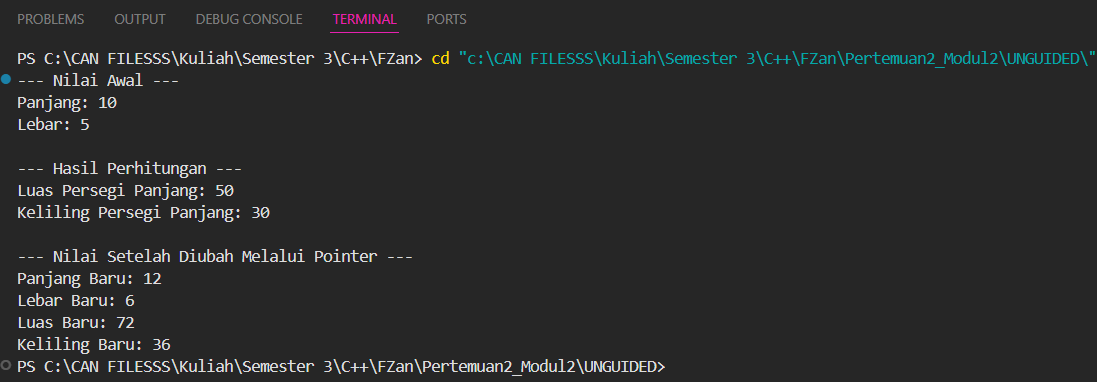 PROBLEMS OUTPUT DEBUG CONSOLE TERMINAL PORTS
PS C:\CAN FILESSS\Kuliah\Semester 3\C++\FZan> cd "c:\CAN FILESSS\Kuliah\Semester 3\C++\FZan\Pertemuan2_Modul2\UNGUIDED\"
--- Nilai Awal ---
Panjang: 10
Lebar: 5
--- Hasil Perhitungan ---
Luas Persegi Panjang: 50
Keliling Persegi Panjang: 30
--- Nilai Setelah Diubah Melalui Pointer ---
Panjang Baru: 12
Lebar Baru: 6
Luas Baru: 72
Keliling Baru: 36
PS C:\CAN FILESSS\Kuliah\Semester 3\C++\FZan\Pertemuan2_Modul2\UNGUIDED>